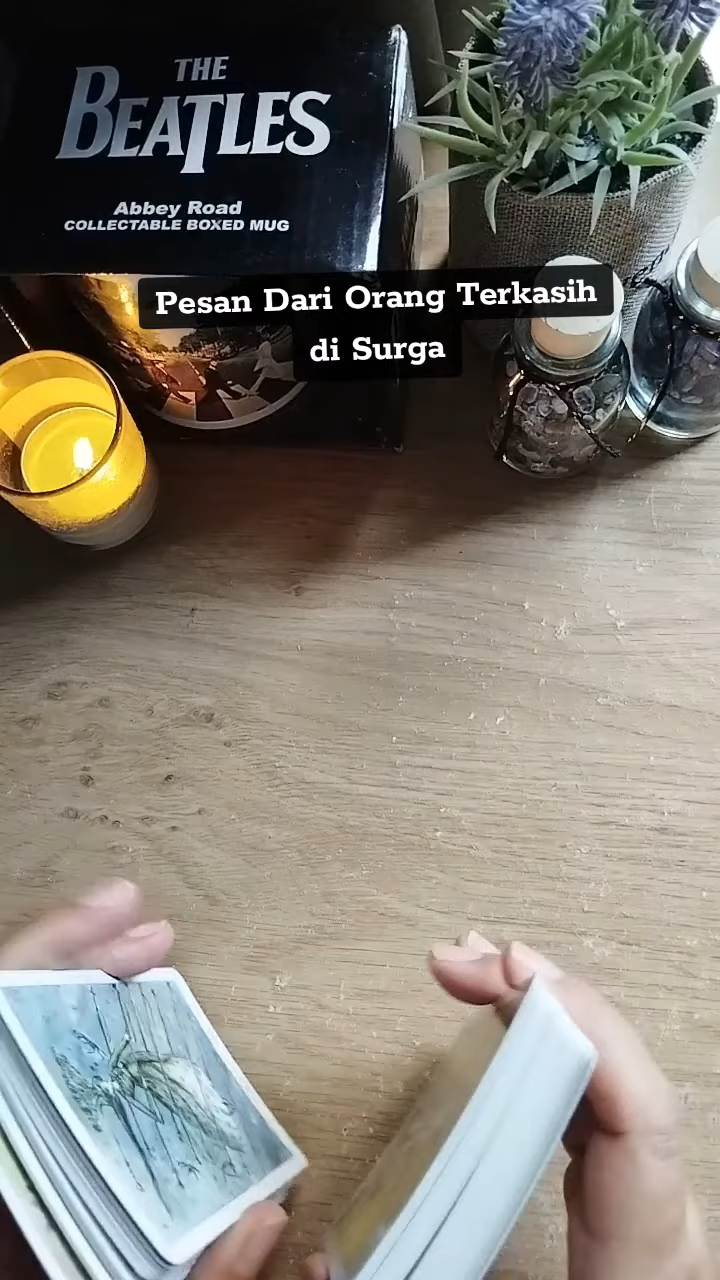 THE
BEATLES
Abbey Road
COLLECTABLE BOXED MUG
Pesan Dari Orang Terkasih
di Surga